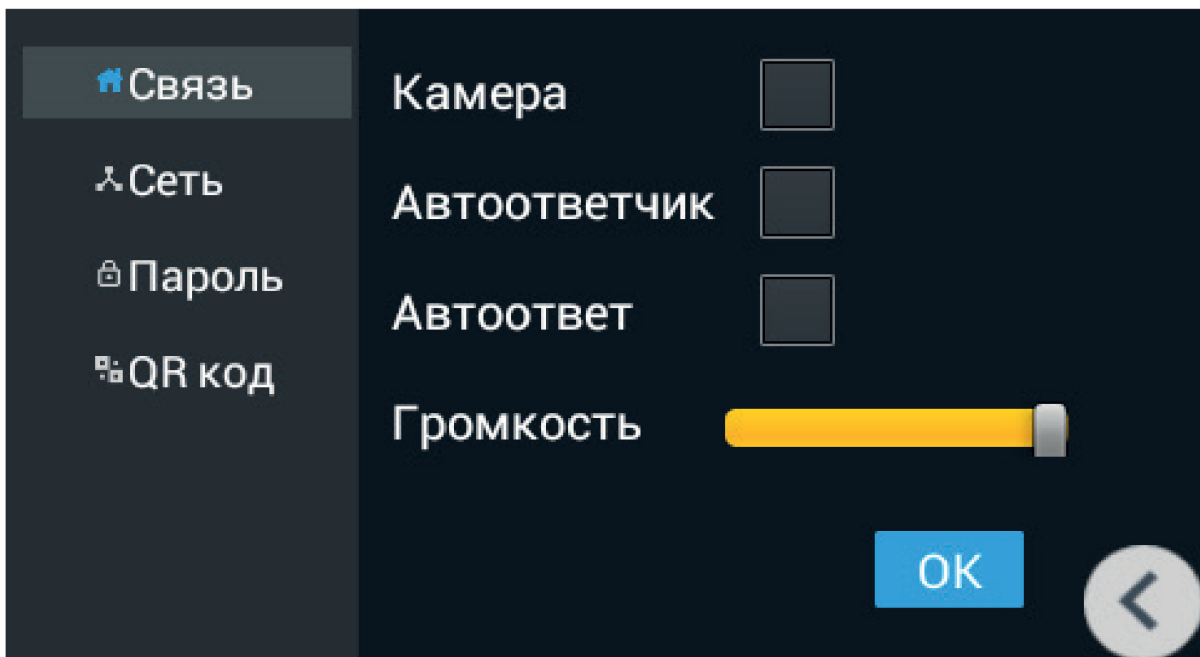 Связь
Сеть
Пароль
QR код
Камера
Автоответчик
Автоответ
Громкость
OK